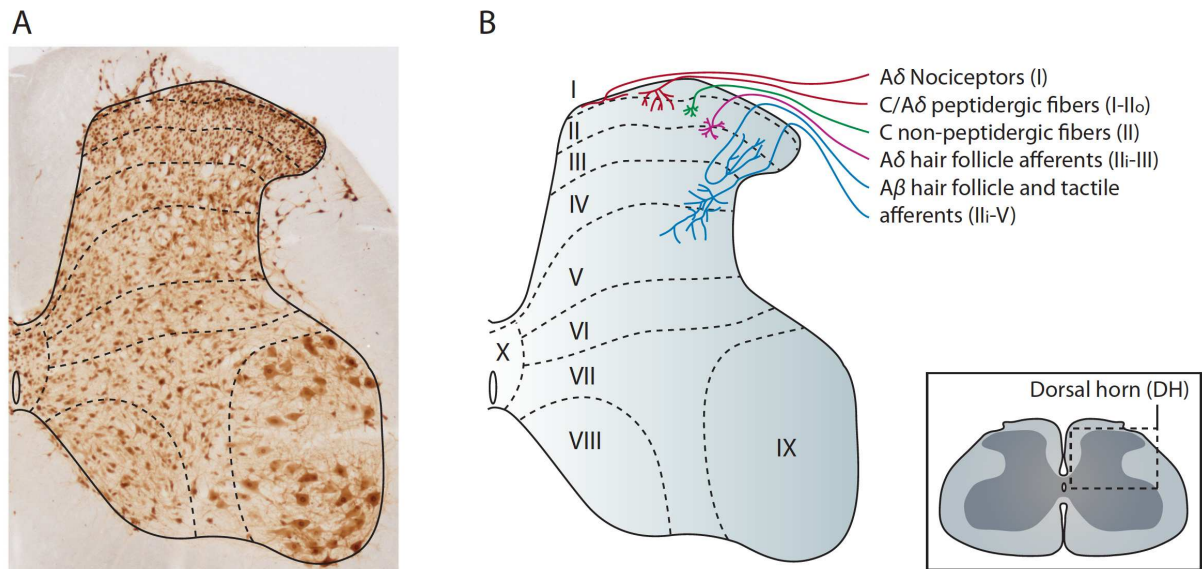 A
B
I
II
III
IV
V
VI
VII
VIII
IX
X
Aδ Nociceptors (I)
C/Aδ peptidergic fibers (I-IIo)
C non-peptidergic fibers (II)
Aδ hair follicle afferents (IIi-III)
Aβ hair follicle and tactile
afferents (IIi-V)
Dorsal horn (DH)